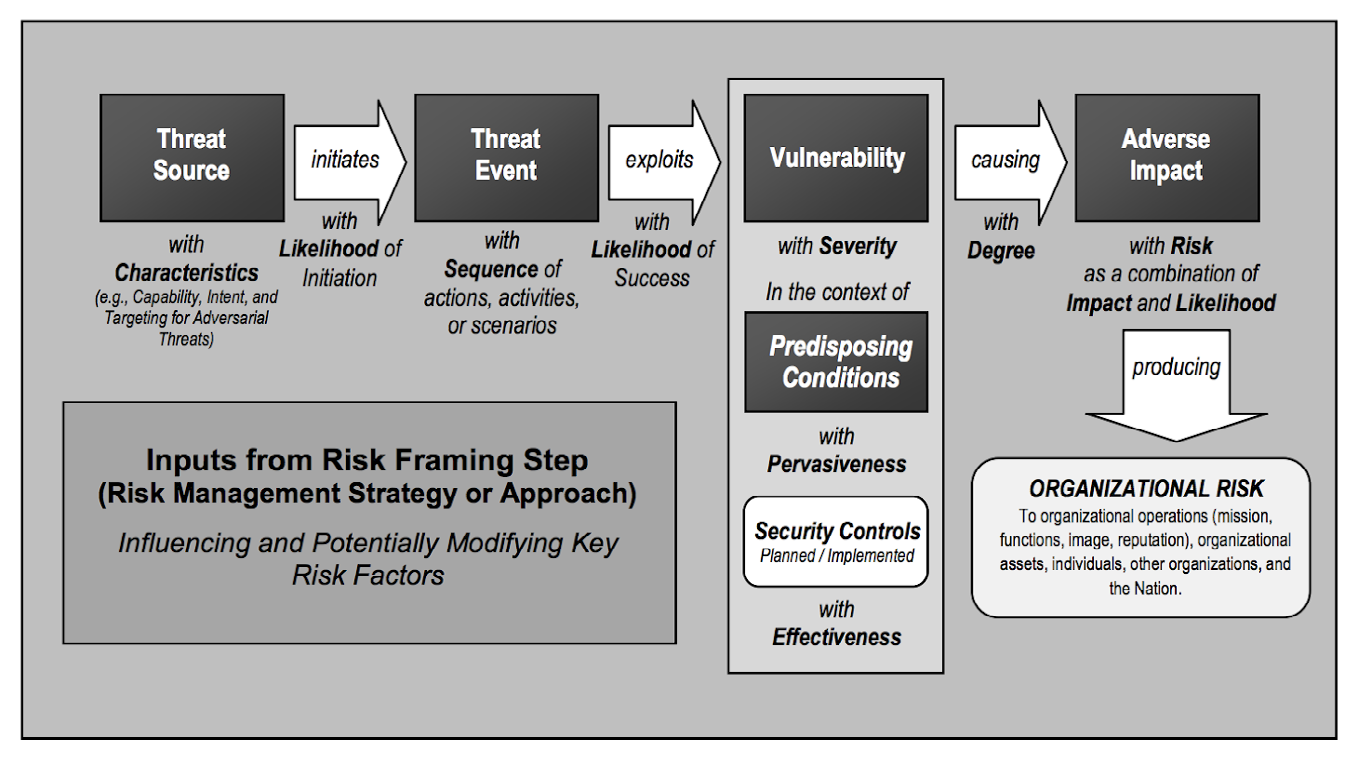 Threat
Source
initiates
Threat
Event
exploits
Vulnerability
causing
Adverse
Impact
with
Characteristics
(e.g., Capability, Intent, and
Targeting for Adversarial
Threats)
with
Likelihood of
Initiation
with
Sequence of
actions, activities,
or scenarios
with
Likelihood of
Success
with Severity
In the context of
Predisposing
Conditions
with
Pervasiveness
Security Controls
Planned / Implemented
with
Effectiveness
with
Degree
with Risk
as a combination of
Impact and Likelihood
producing
ORGANIZATIONAL RISK
To organizational operations (mission,
functions, image, reputation), organizational
assets, individuals, other organizations, and
the Nation.
Inputs from Risk Framing Step
(Risk Management Strategy or Approach)
Influencing and Potentially Modifying Key
Risk Factors